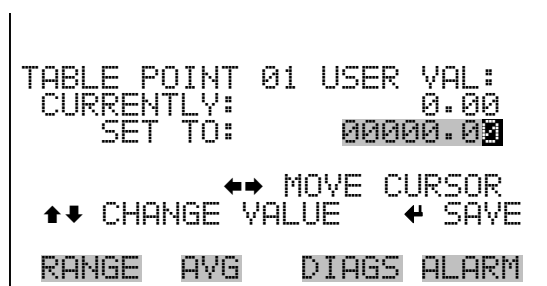 TABLE POINT 01 USER VAL:
CURRENTLY: 0.00
SET TO: 00000.00
⬅➡ MOVE CURSOR
⬆⬇ CHANGE VALUE ↵ SAVE
RANGE AVG DIAGS ALARM